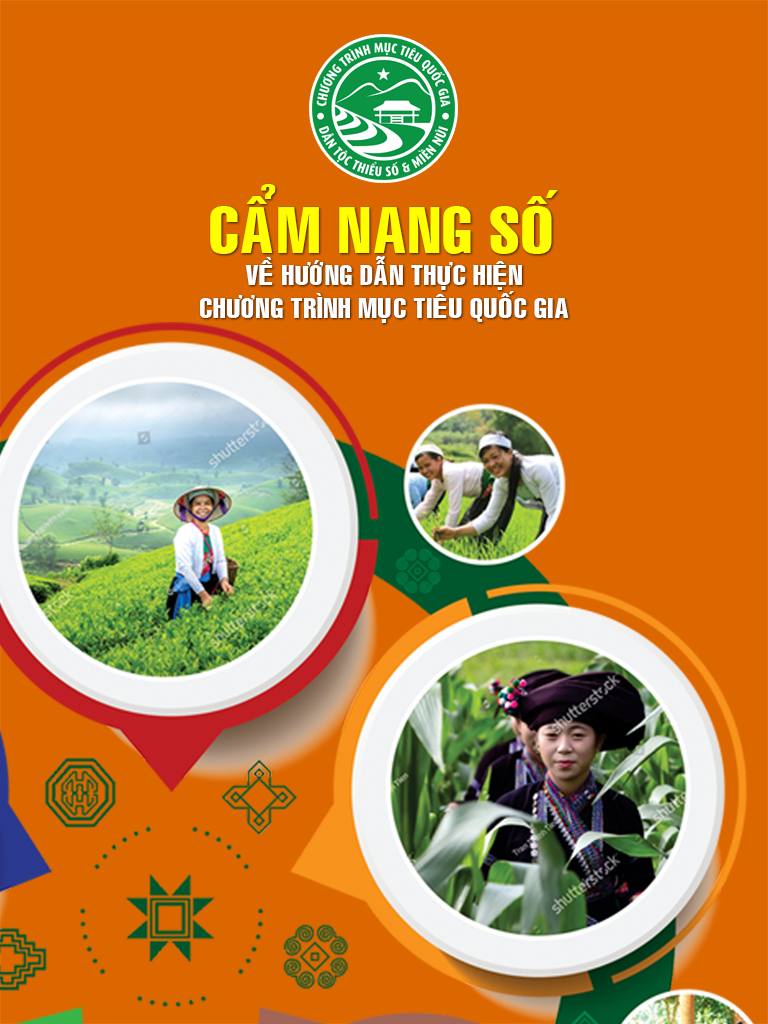 CHƯƠNG TRÌNH MỤC TIÊU QUỐC GIA
DÂN TỘC THIỂU SỐ & MIỀN NÚI
CẨM NANG SỐ
VỀ HƯỚNG DẪN THỰC HIỆN
CHƯƠNG TRÌNH MỤC TIÊU QUỐC GIA
shutterstock
shutterstock
shutterstock
shutterstock